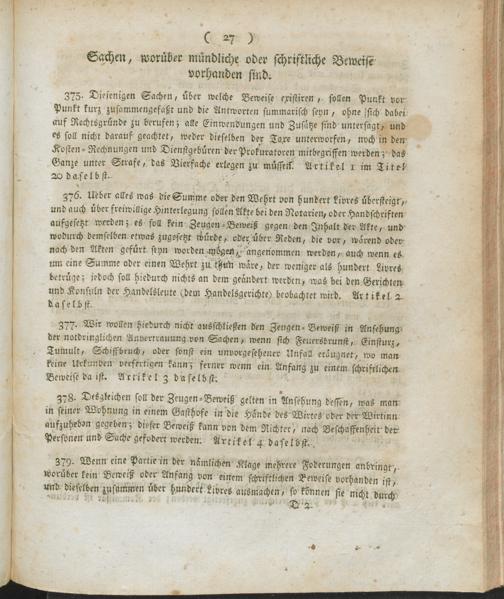 ( 27 )
Sachen, worüber mündliche oder schriftliche Beweise
vorhanden sind.
375. Diejenigen Sachen, über welche Beweise existiren, sollen Punkt vor
Punkt kurz zusammengefaßt und die Antworten summarisch seyn, ohne sich dabei
auf Rechtsgründe zu berufen; alle Einwendungen und Zusätze sind untersagt, und
es soll nicht darauf geachtet, weder dieselben der Taxe unterworfen, noch in den
Kosten-Rechnungen und Dienstgebüren der Prokuratoren mitbegriffen werden; das
Ganze unter Strafe, das Vierfache erlegen zu müssen. Artikel 1 im Titel
20 daselbst.
376. Ueber alles was die Summe oder den Wehrt von hundert Livres übersteigt,
und auch über freiwillige Hinterlegung sollen Akte bei den Notarien, oder Handschriften
aufgesetzt werden; es soll kein Zeugen-Beweiß gegen den Inhalt der Akte, und
wodurch demselben etwas zugesetzt würde, oder über Reden, die vor, wärend oder
nach den Akten gefürt seyn worden mögen, angenommen werden, auch wenn es
um eine Summe oder einen Wehrt zu thun wäre, der weniger als hundert Livres
betrüge; jedoch soll hiedurch nichts an dem geändert werden, was bei den Gerichten
und Konsuln der Handelsleute (dem Handelsgerichte) beobachtet wird. Artikel 2
daselbst.
377. Wir wollen hiedurch nicht ausschließen den Zeugen-Beweiß in Ansehung
der notdringlichen Anvertrauung von Sachen, wenn sich Feuersbrunst, Einsturz,
Tumult, Schiffbruch, oder sonst ein unvorgesehener Unfall eräugnet, wo man
keine Urkunden verfertigen kann; ferner wenn ein Anfang zu einem schriftlichen
Beweise da ist. Artikel 3 daselbst.
378. Desgleichen soll der Zeugen-Beweiß gelten in Ansehung dessen, was man
in seiner Wohnung in einem Gasthofe in die Hände des Wirtes oder der Wirtinn
aufzuheben gegeben; dieser Beweiß kann von dem Richter, nach Beschaffenheit der
Personen und Sache gefodert werden. Artikel 4 daselbst.
379. Wenn eine Partie in der nämlichen Klage mehrere Foderungen anbringt,
worüber kein Beweiß oder Anfang von einem schriftlichen Beweise vorhanden ist,
und dieselben zusammen über hundert Livres ausmachen, so können sie nicht durch
D 2